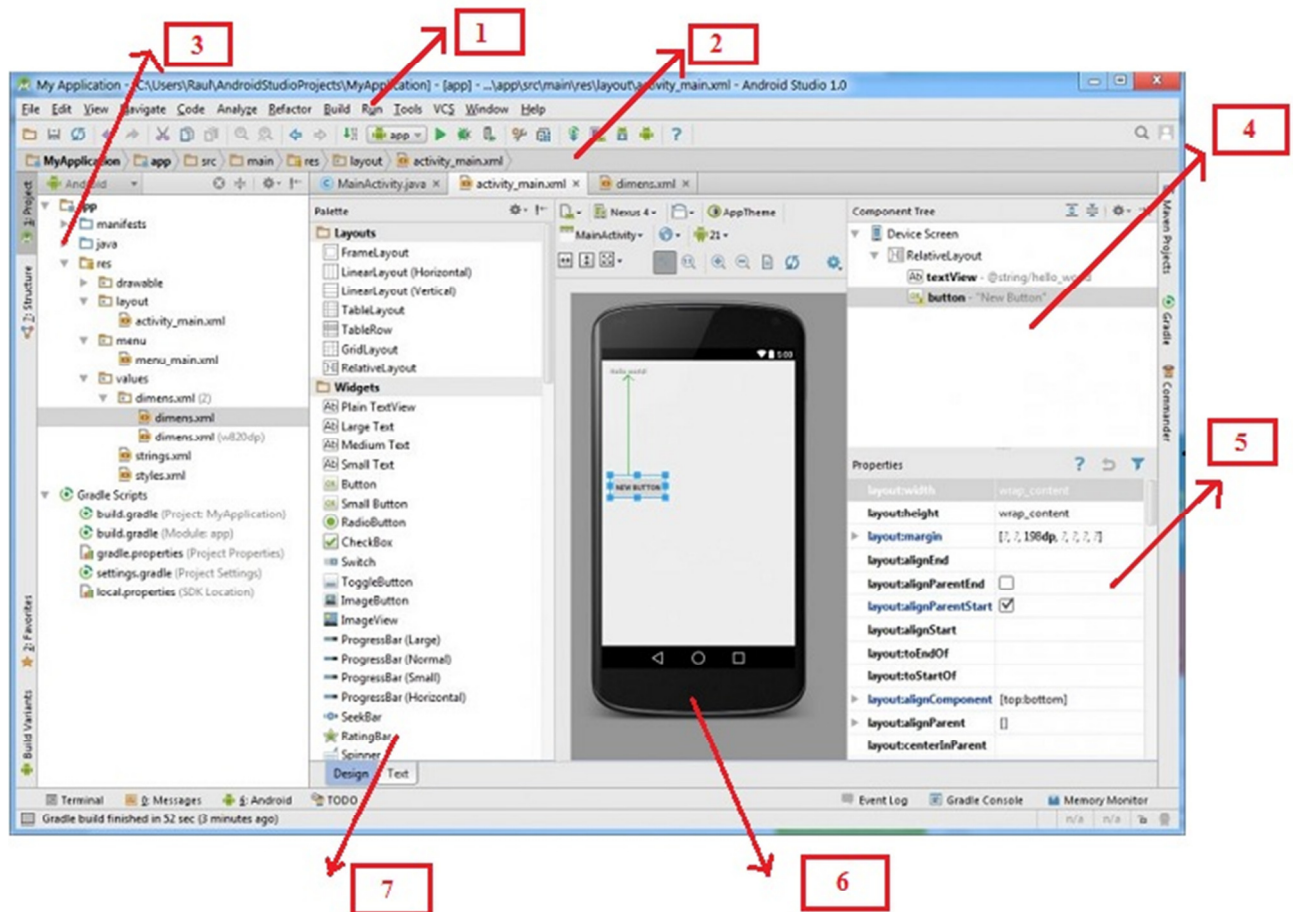 3
1
2
4
5
7
6
My Application - [C:\Users\Raul\AndroidStudioProjects\MyApplication] - [app] - ...\app\src\main\res\layout\activity_main.xml - Android Studio 1.0
File Edit View Navigate Code Analyze Refactor Build Run Tools VCS Window Help
app
MyApplication app src main res layout activity_main.xml
1: Project
2: Structure
2: Favorites
Build Variants
Android
app
manifests
java
res
drawable
layout
activity_main.xml
menu
menu_main.xml
values
dimens.xml (2)
dimens.xml
dimens.xml (w820dp)
strings.xml
styles.xml
Gradle Scripts
build.gradle (Project: MyApplication)
build.gradle (Module: app)
gradle.properties (Project Properties)
settings.gradle (Project Settings)
local.properties (SDK Location)
MainActivity.java × activity_main.xml × dimens.xml ×
Palette
Layouts
FrameLayout
LinearLayout (Horizontal)
LinearLayout (Vertical)
TableLayout
TableRow
GridLayout
RelativeLayout
Widgets
Plain TextView
Large Text
Medium Text
Small Text
Button
Small Button
RadioButton
CheckBox
Switch
ToggleButton
ImageButton
ImageView
ProgressBar (Large)
ProgressBar (Normal)
ProgressBar (Small)
ProgressBar (Horizontal)
SeekBar
RatingBar
Spinner
Design Text
Nexus 4 AppTheme
MainActivity 21
5:00
Hello world!
NEW BUTTON
Component Tree
Device Screen
RelativeLayout
Ab textView - @string/hello_world
button - "New Button"
Properties ?
layout:width wrap_content
layout:height wrap_content
layout:margin [?, ?, 198dp, ?, ?, ?, ?]
layout:alignEnd
layout:alignParentEnd
layout:alignParentStart
layout:alignStart
layout:toEndOf
layout:toStartOf
layout:alignComponent [top:bottom]
layout:alignParent []
layout:centerInParent
Maven Projects
Gradle
Commander
Terminal 0: Messages 6: Android TODO Event Log Gradle Console Memory Monitor
Gradle build finished in 52 sec (3 minutes ago) n/a n/a